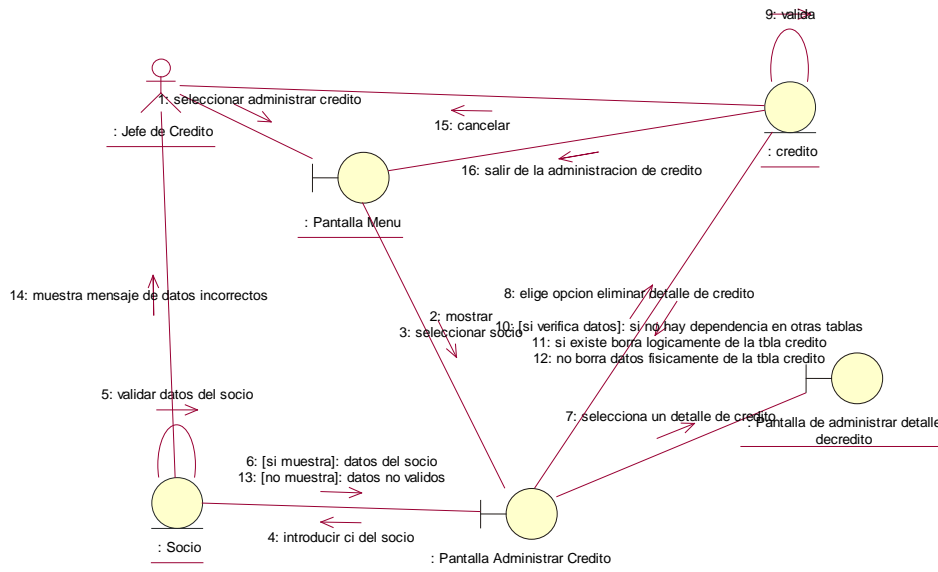 9: valida
1: seleccionar administrar credito
: Jefe de Credito
15: cancelar
: credito
16: salir de la administracion de credito
: Pantalla Menu
14: muestra mensaje de datos incorrectos
8: elige opcion eliminar detalle de credito
2: mostrar
3: seleccionar socio
10: [si verifica datos]: si no hay dependencia en otras tablas
11: si existe borra logicamente de la tbla credito
12: no borra datos fisicamente de la tbla credito
5: validar datos del socio
7: selecciona un detalle de credito
: Pantalla de administrar detalle
decredito
6: [si muestra]: datos del socio
13: [no muestra]: datos no validos
4: introducir ci del socio
: Socio
: Pantalla Administrar Credito